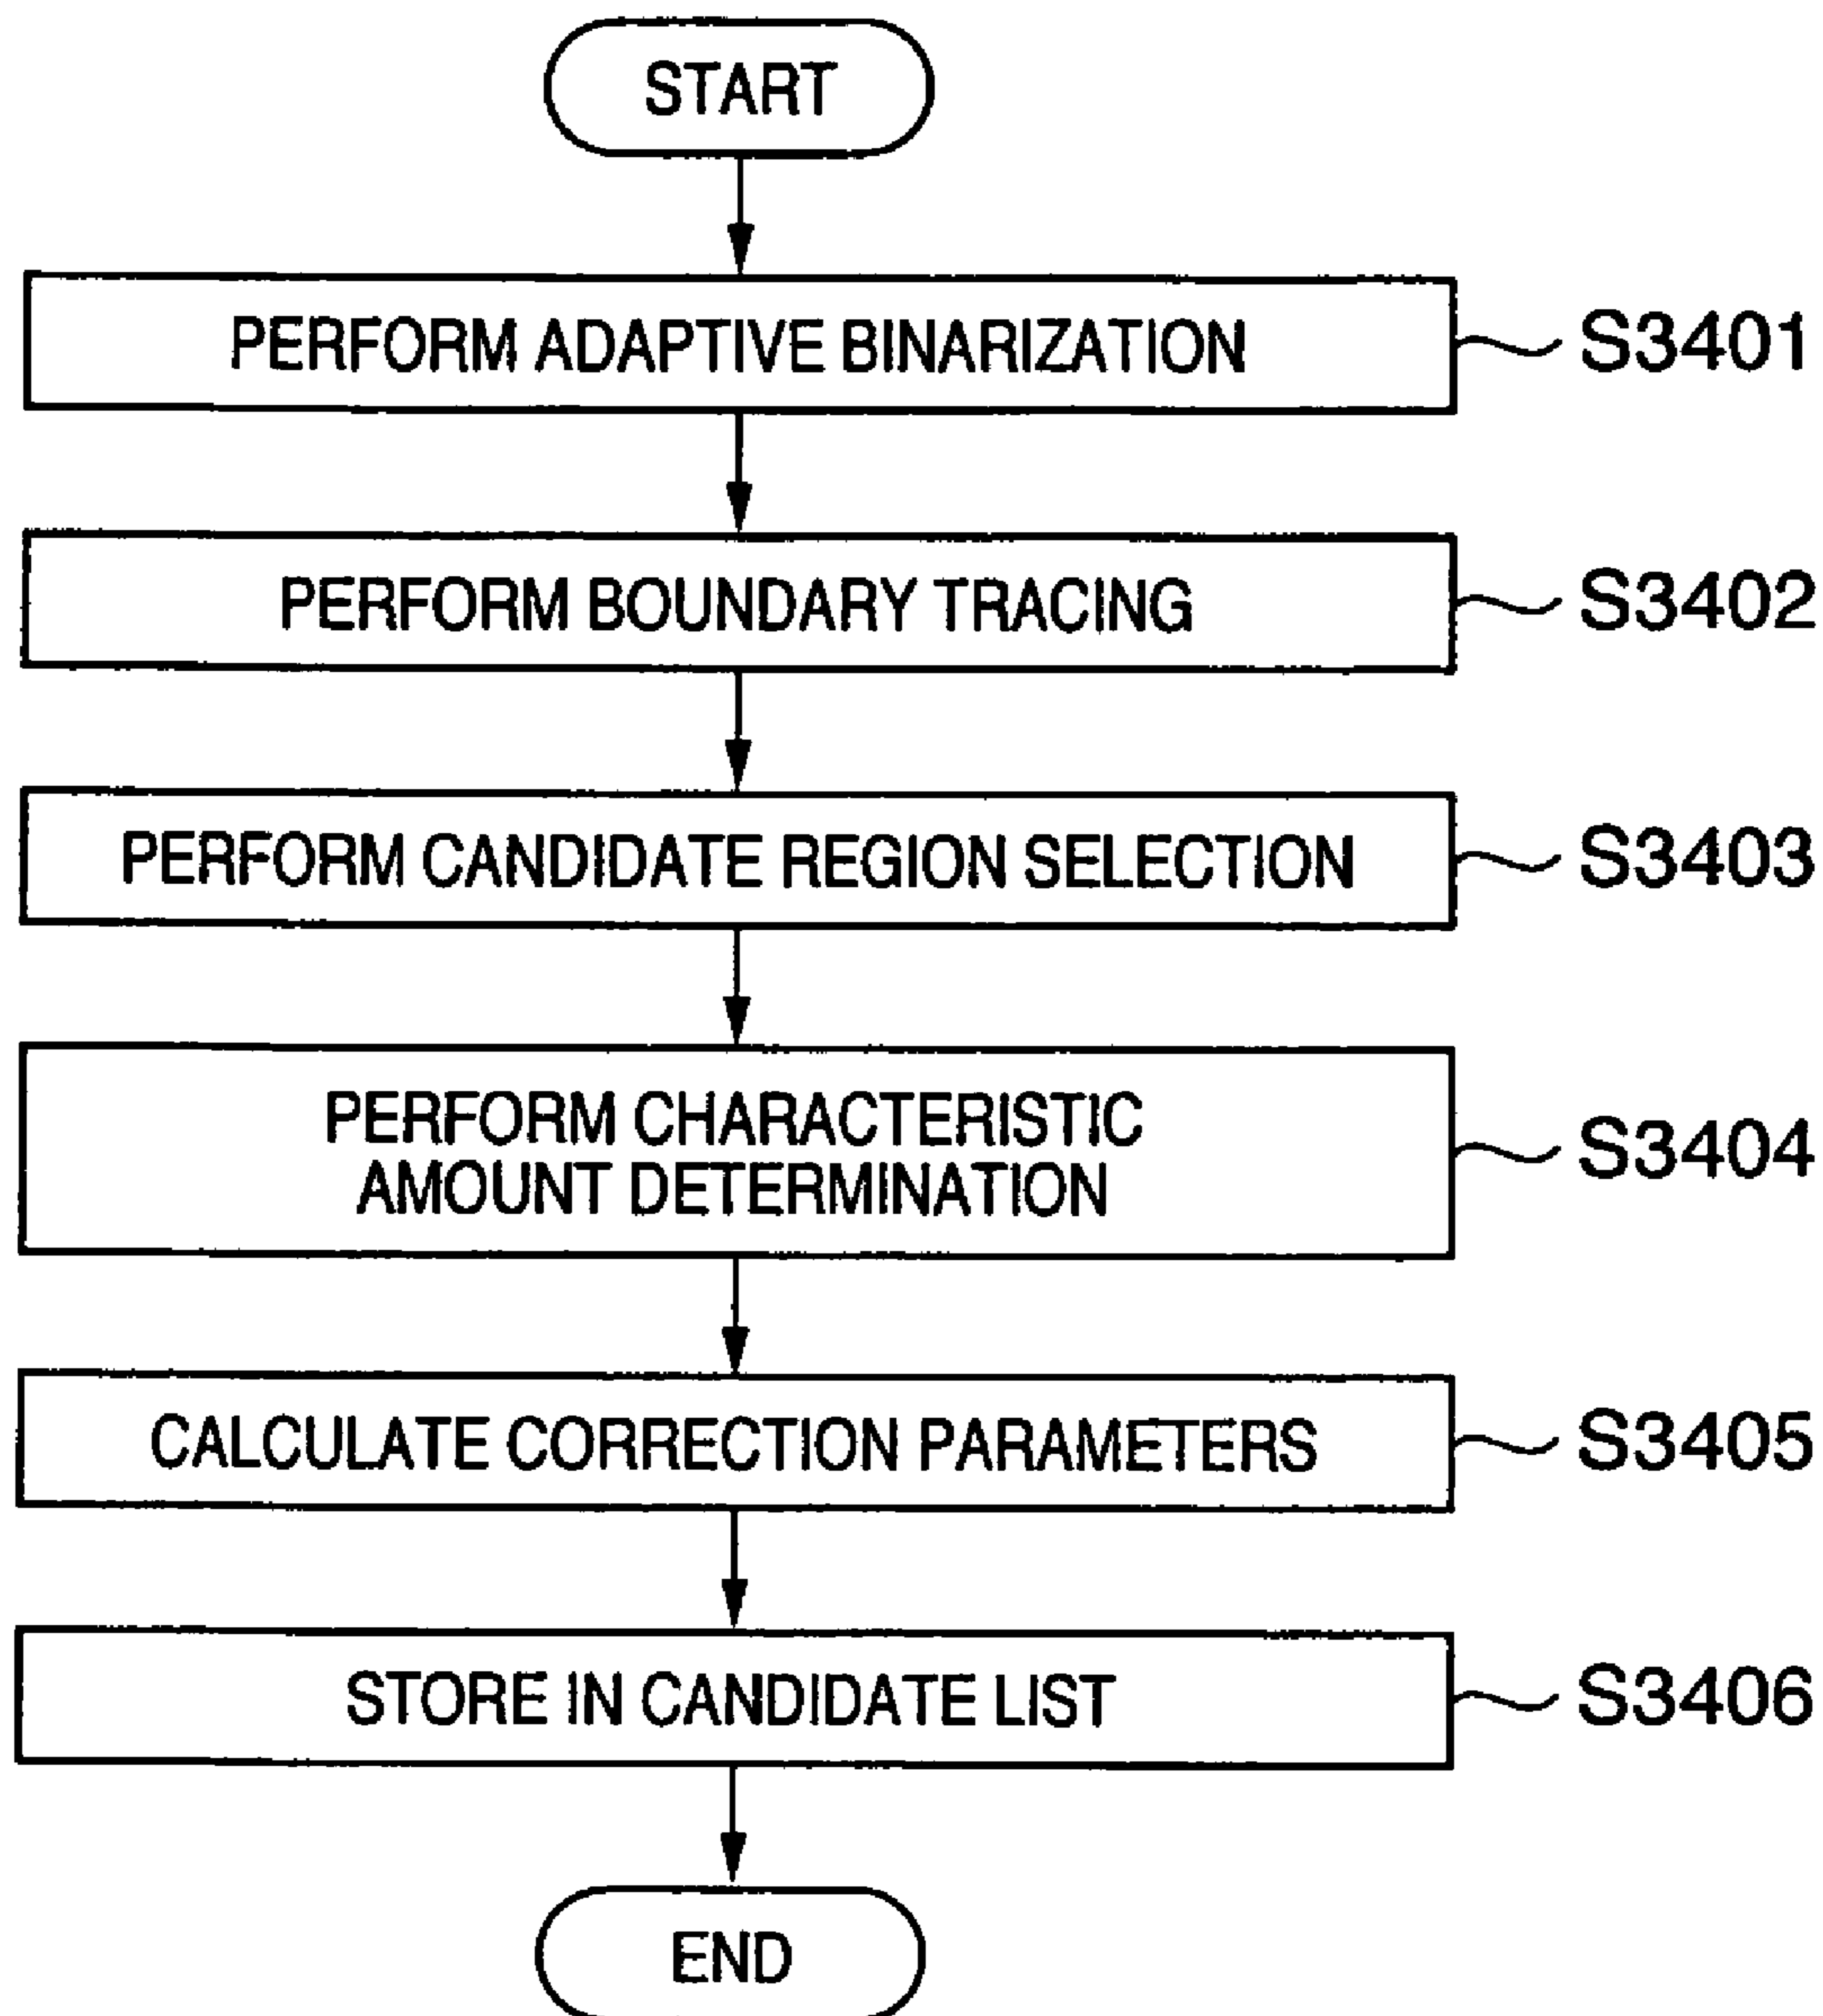 START
PERFORM ADAPTIVE BINARIZATION
S3401
PERFORM BOUNDARY TRACING
S3402
PERFORM CANDIDATE REGION SELECTION
S3403
PERFORM CHARACTERISTIC
AMOUNT DETERMINATION
S3404
CALCULATE CORRECTION PARAMETERS
S3405
STORE IN CANDIDATE LIST
S3406
END